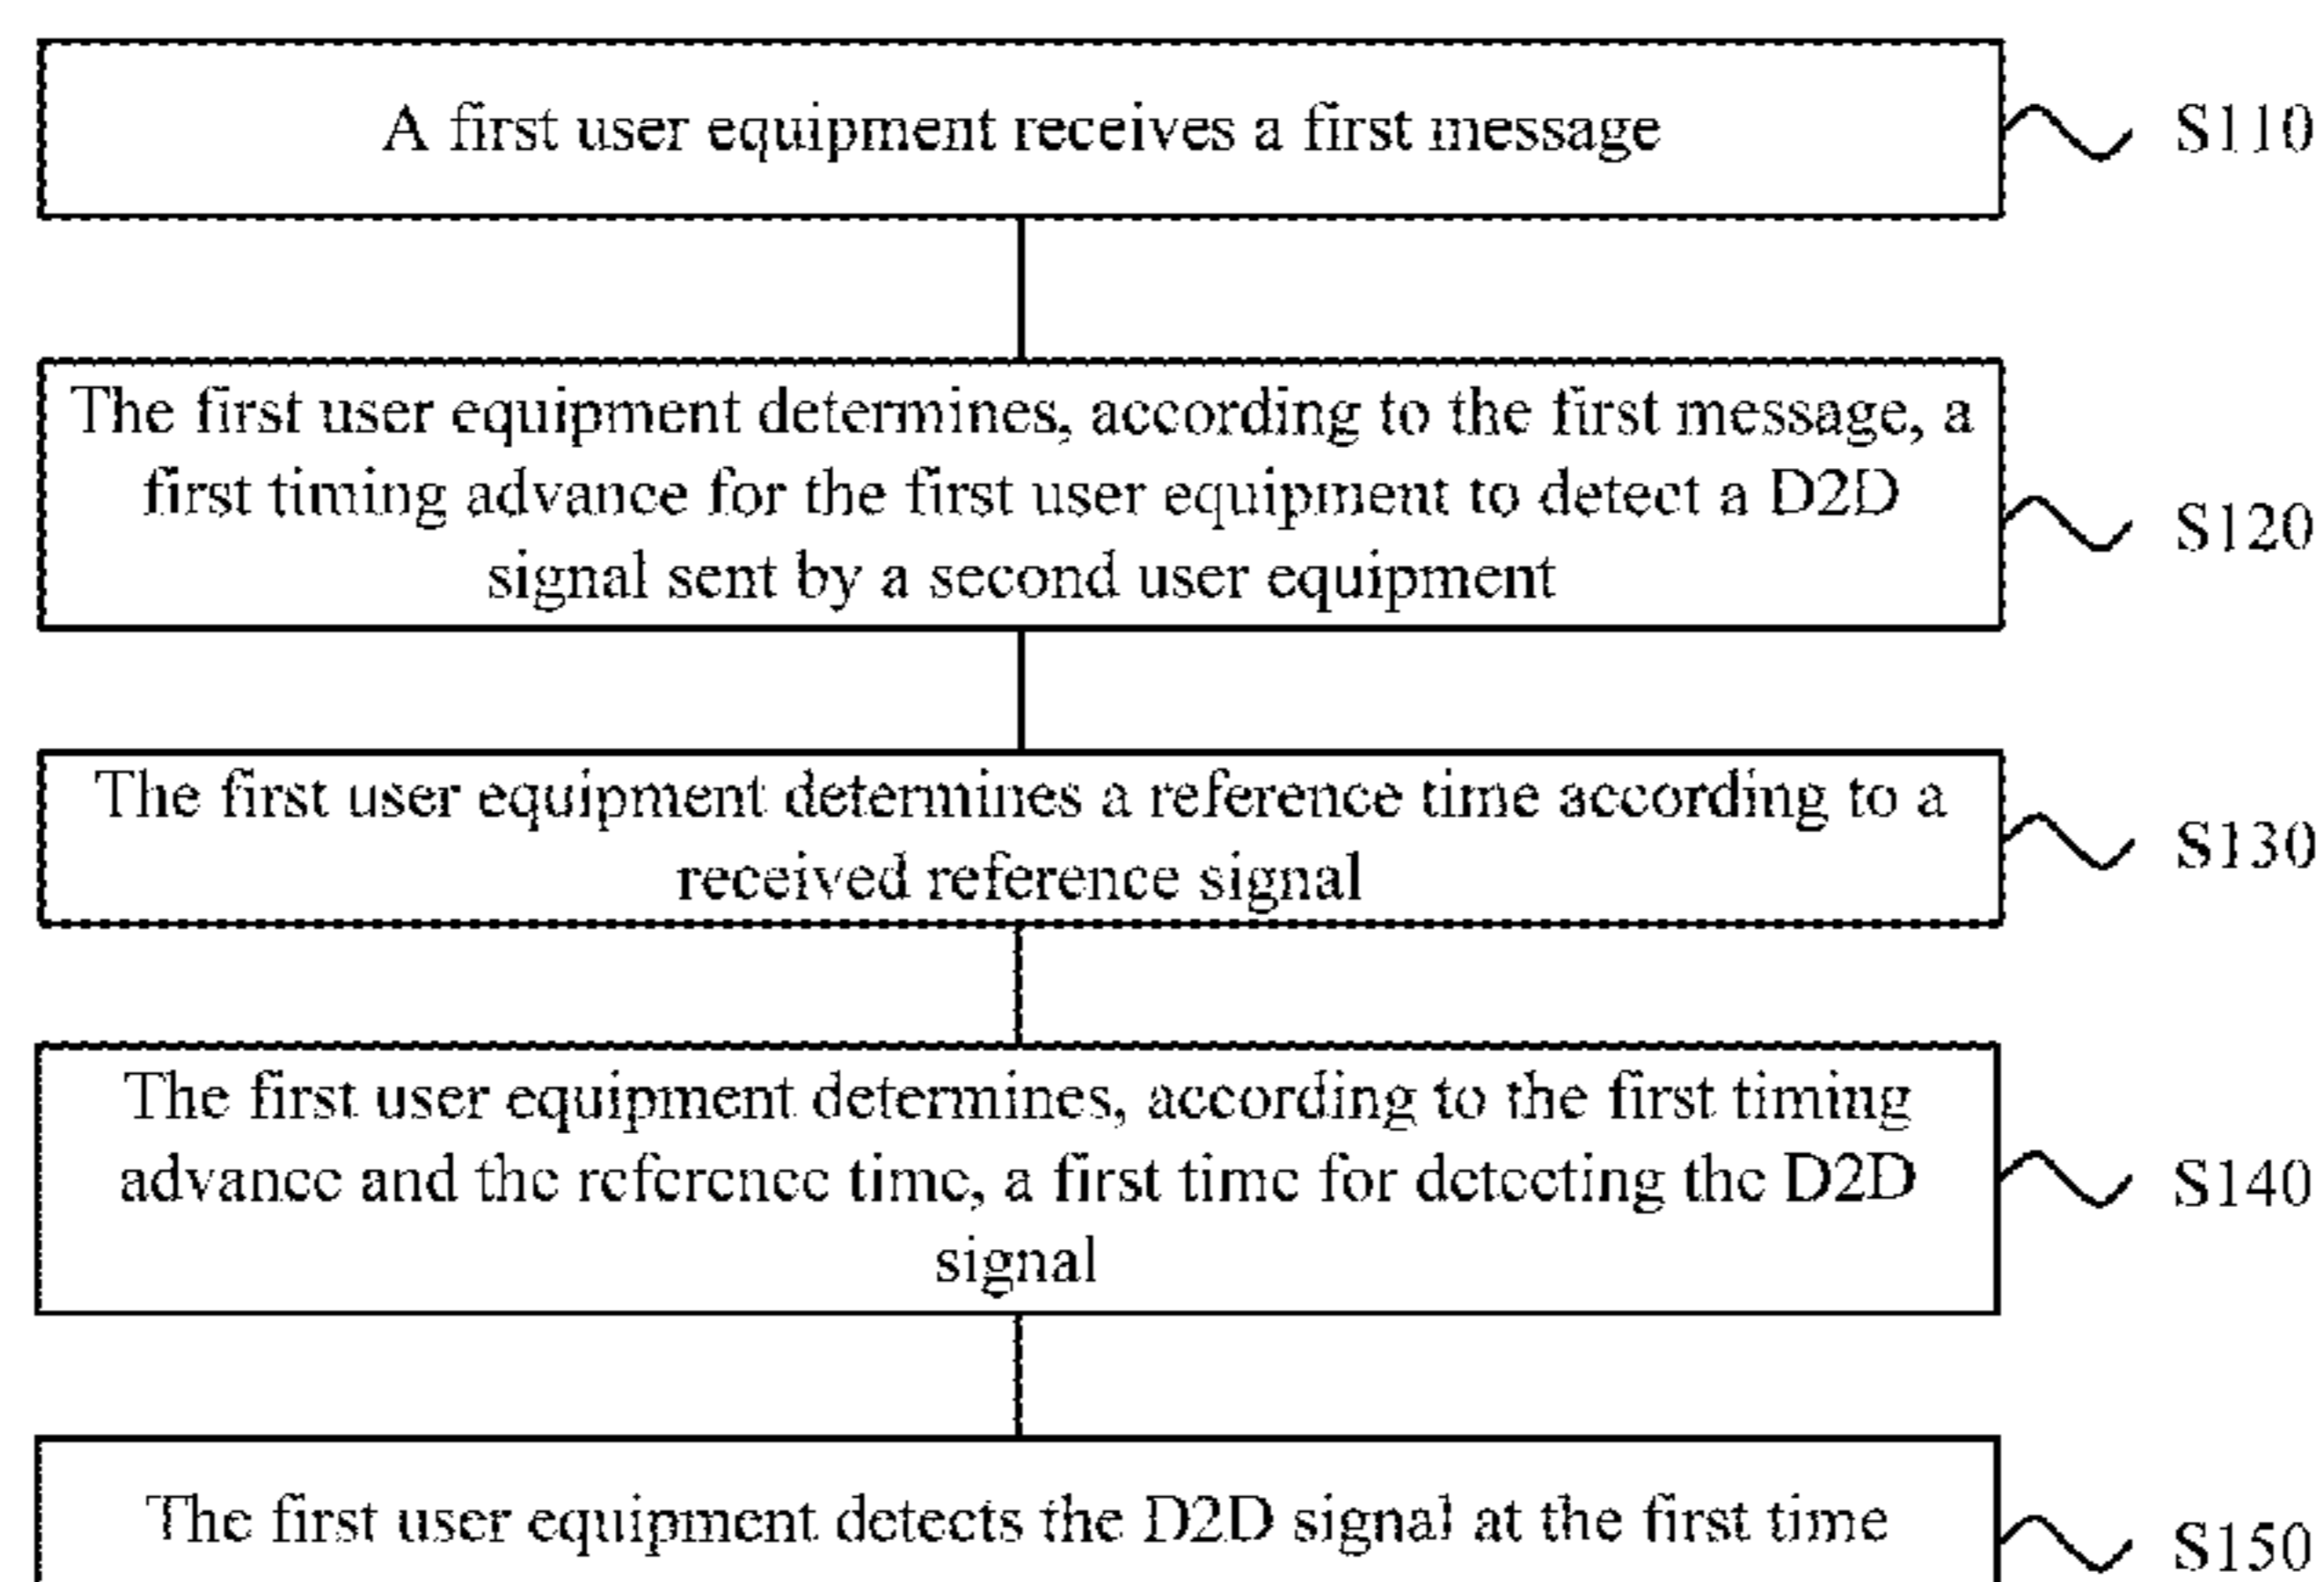 A first user equipment receives a first message
S110
The first user equipment determines, according to the first message, a
first timing advance for the first user equipment to detect a D2D
signal sent by a second user equipment
S120
The first user equipment determines a reference time according to a
received reference signal
S130
The first user equipment determines, according to the first timing
advance and the reference time, a first time for detecting the D2D
signal
S140
The first user equipment detects the D2D signal at the first time
S150